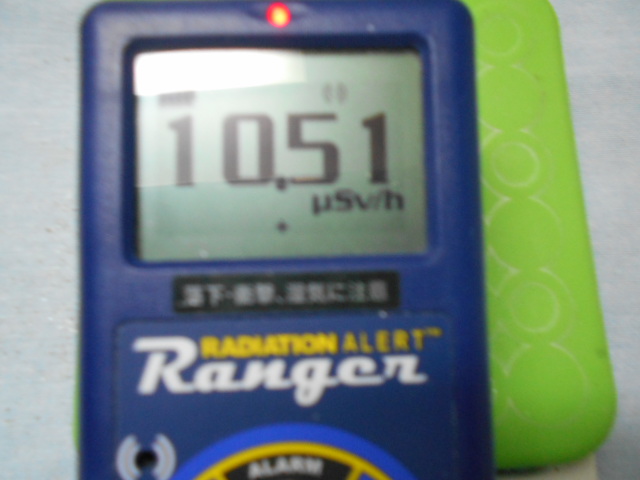 10.51
μSv/h
落下・衝撃、湿気に注意
RADIATION ALERT™
Ranger
ALARM